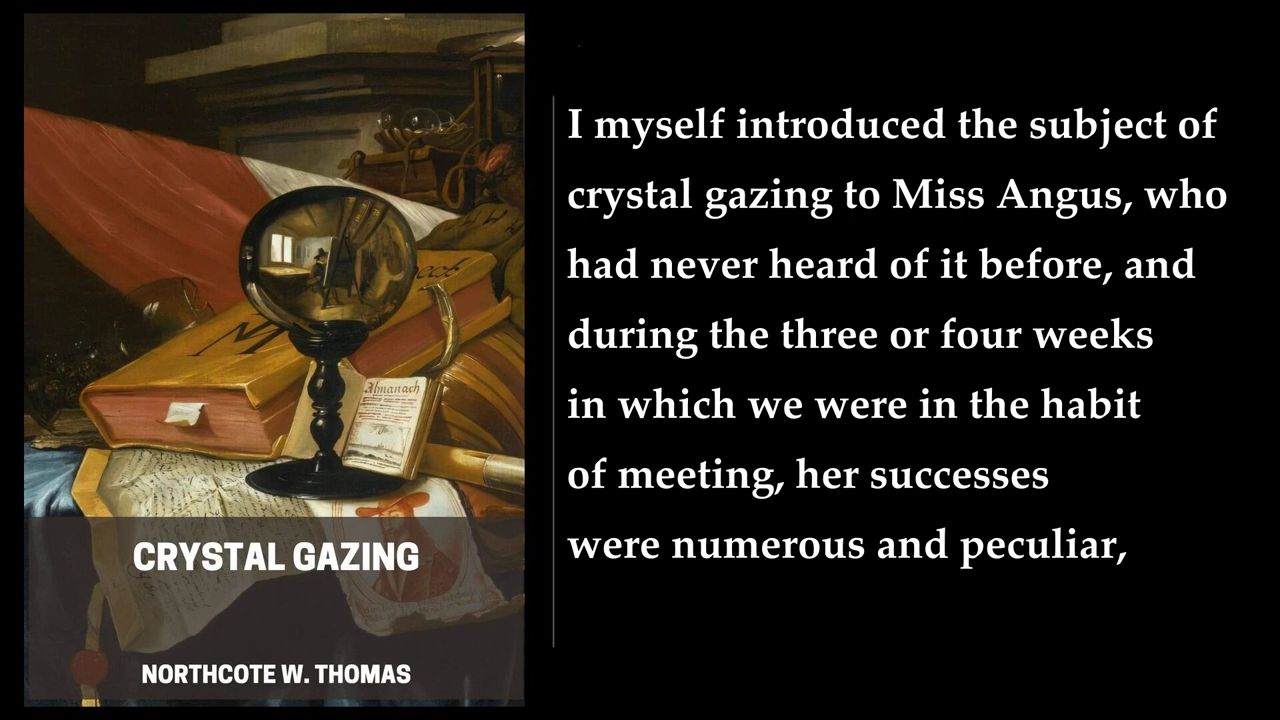 M
Almanach
CRYSTAL GAZING
NORTHCOTE W. THOMAS
I myself introduced the subject of
crystal gazing to Miss Angus, who
had never heard of it before, and
during the three or four weeks
in which we were in the habit
of meeting, her successes
were numerous and peculiar,